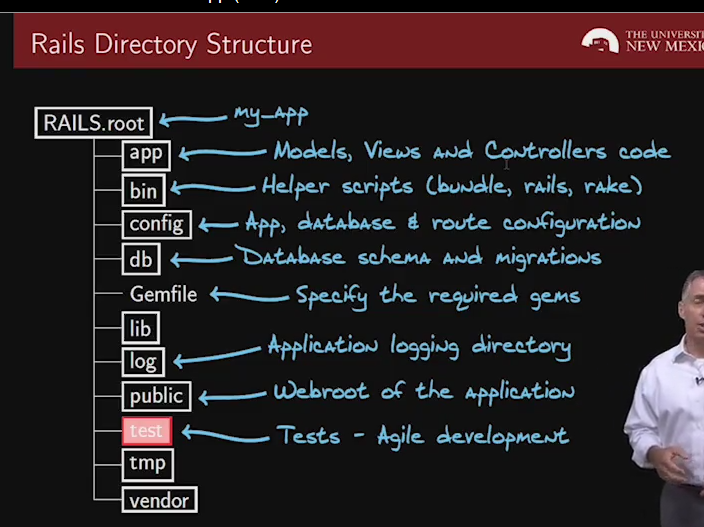 Rails Directory Structure
THE UNIVERSIT
NEW MEXIC
RAILS.root
my_app
app
Models, Views and Controllers code
bin
Helper scripts (bundle, rails, rake)
config
App, database & route configuration
db
Database schema and migrations
Gemfile
Specify the required gems
lib
log
Application logging directory
public
Webroot of the application
test
Tests - Agile development
tmp
vendor